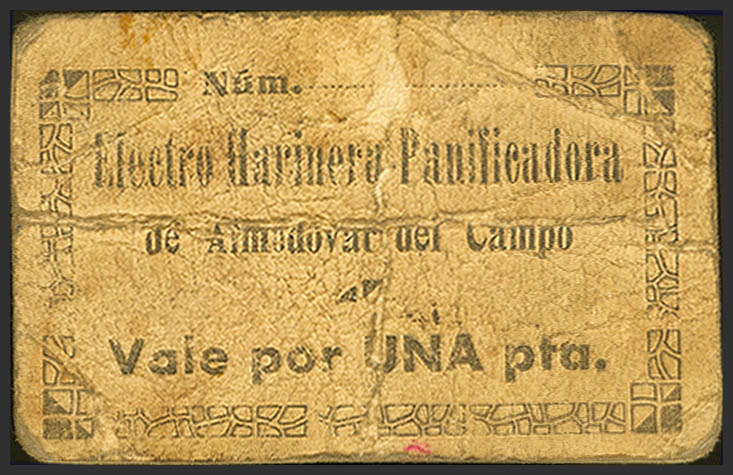 Núm.
Electro Harinera Panificadora
de Almodovar del Campo
Vale por UNA pta.